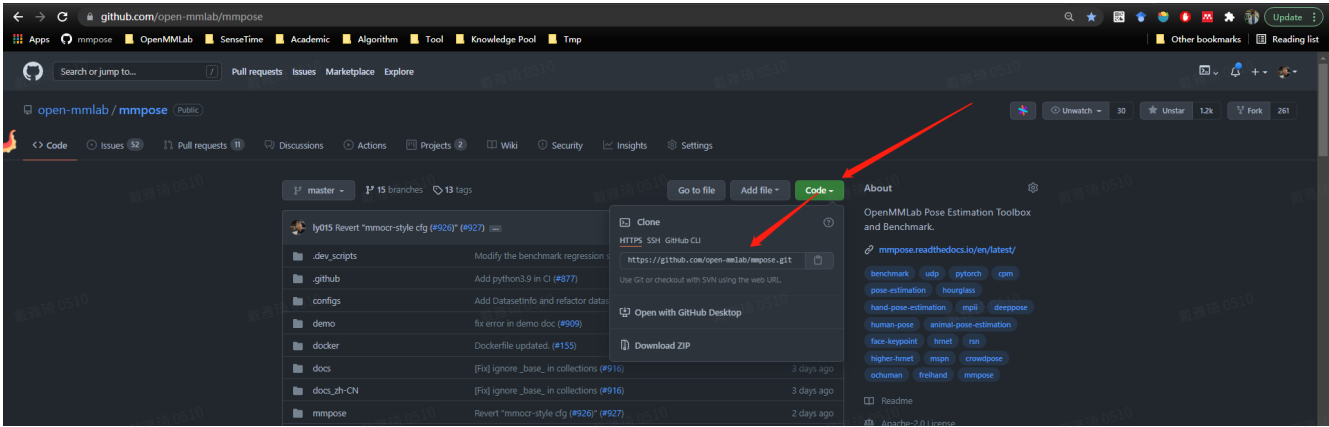 github.com/open-mmlab/mmpose
Update
Apps mmpose OpenMMLab SenseTime Academic Algorithm Tool Knowledge Pool Tmp Other bookmarks Reading list
Search or jump to... / Pull requests Issues Marketplace Explore
open-mmlab / mmpose Public
Unwatch 30 Unstar 1.2k Fork 261
<> Code Issues 52 Pull requests 11 Discussions Actions Projects 2 Wiki Security Insights Settings
master 15 branches 13 tags Go to file Add file Code
ly015 Revert "mmocr-style cfg (#926)" (#927) ...
.dev_scripts Modify the benchmark regression s
.github Add python3.9 in CI (#877)
configs Add DatasetInfo and refactor datas
demo fix error in demo doc (#909)
docker Dockerfile updated. (#155)
docs [Fix] ignore _base_ in collections (#916) 3 days ago
docs_zh-CN [Fix] ignore _base_ in collections (#916) 3 days ago
mmpose Revert "mmocr-style cfg (#926)" (#927) 2 days ago
Clone
HTTPS SSH GitHub CLI
https://github.com/open-mmlab/mmpose.git
Use Git or checkout with SVN using the web URL.
Open with GitHub Desktop
Download ZIP
About
OpenMMLab Pose Estimation Toolbox
and Benchmark.
mmpose.readthedocs.io/en/latest/
benchmark udp pytorch cpm
pose-estimation hourglass
hand-pose-estimation mpii deeppose
human-pose animal-pose-estimation
face-keypoint hrnet rsn
higher-hrnet mspn crowdpose
ochuman freihand mmpose
Readme
Apache-2.0 License